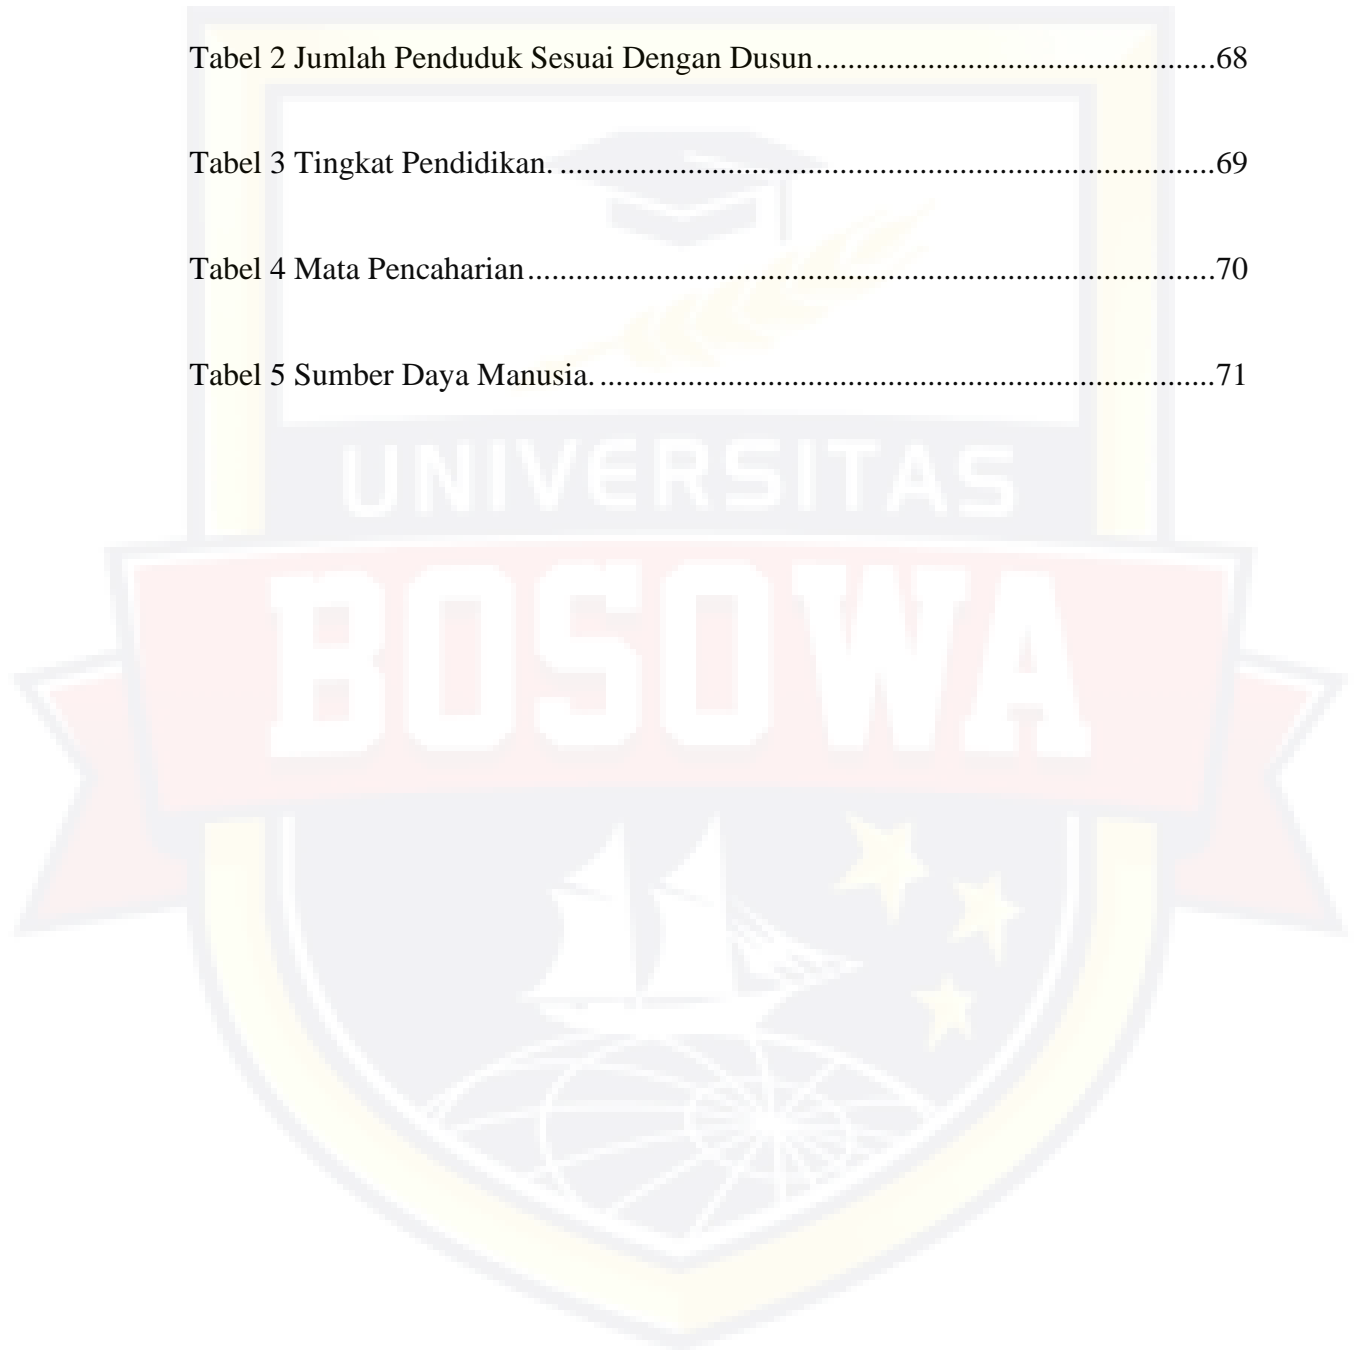 Tabel 2 Jumlah Penduduk Sesuai Dengan Dusun..................................................68
Tabel 3 Tingkat Pendidikan. ..................................................................................69
Tabel 4 Mata Pencaharian......................................................................................70
Tabel 5 Sumber Daya Manusia. .............................................................................71
UNIVERSITAS
BOSOWA